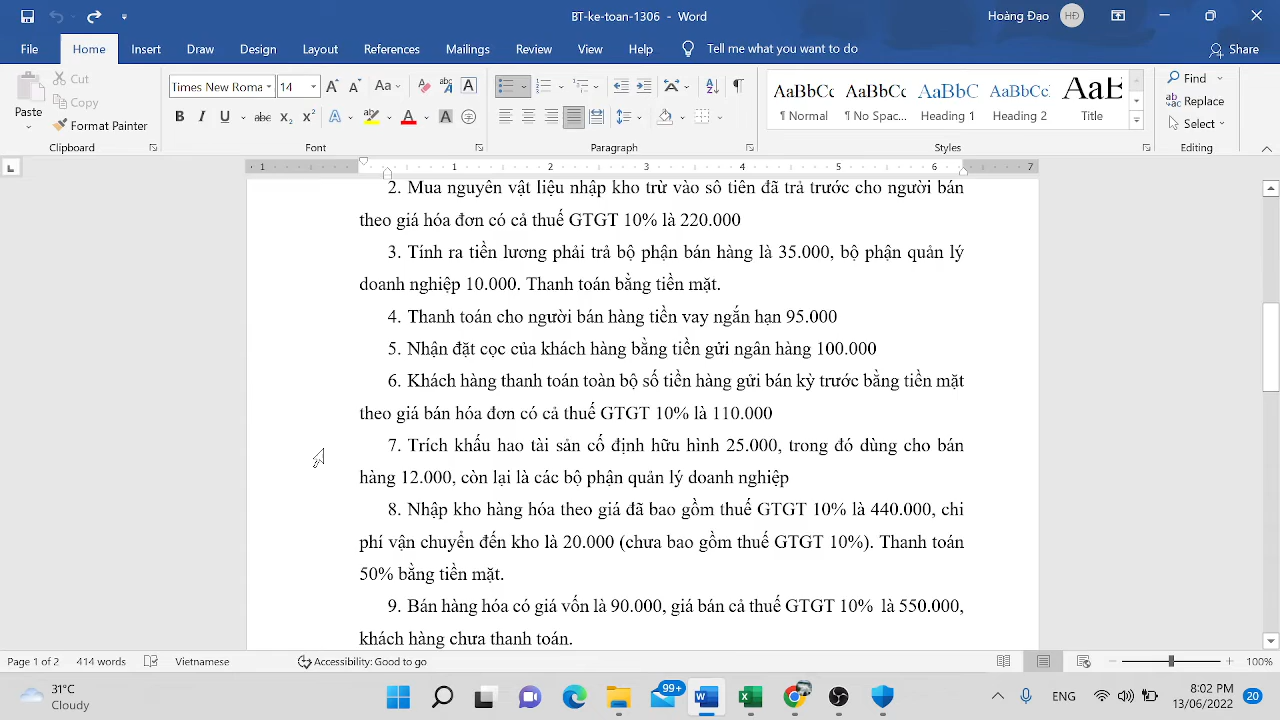 BT-ke-toan-1306 - Word
Hoàng Đạo HĐ
File Home Insert Draw Design Layout References Mailings Review View Help Tell me what you want to do Share
Paste Cut Copy Format Painter
Times New Roma 14
AaBbCc AaBbCc AaBbC AaBbCc AaB
¶ Normal ¶ No Spac... Heading 1 Heading 2 Title
Find Replace Select
Clipboard Font Paragraph Styles Editing
1 1 2 3 4 5 6 7
2. Mua nguyên vật liệu nhập kho trừ vào số tiền đã trả trước cho người bán
theo giá hóa đơn có cả thuế GTGT 10% là 220.000
3. Tính ra tiền lương phải trả bộ phận bán hàng là 35.000, bộ phận quản lý
doanh nghiệp 10.000. Thanh toán bằng tiền mặt.
4. Thanh toán cho người bán hàng tiền vay ngắn hạn 95.000
5. Nhận đặt cọc của khách hàng bằng tiền gửi ngân hàng 100.000
6. Khách hàng thanh toán toàn bộ số tiền hàng gửi bán kỳ trước bằng tiền mặt
theo giá bán hóa đơn có cả thuế GTGT 10% là 110.000
7. Trích khấu hao tài sản cố định hữu hình 25.000, trong đó dùng cho bán
hàng 12.000, còn lại là các bộ phận quản lý doanh nghiệp
8. Nhập kho hàng hóa theo giá đã bao gồm thuế GTGT 10% là 440.000, chi
phí vận chuyển đến kho là 20.000 (chưa bao gồm thuế GTGT 10%). Thanh toán
50% bằng tiền mặt.
9. Bán hàng hóa có giá vốn là 90.000, giá bán cả thuế GTGT 10% là 550.000,
khách hàng chưa thanh toán.
Page 1 of 2 414 words Vietnamese Accessibility: Good to go 100%
31°C
Cloudy
99+
ENG
8:02 PM
13/06/2022
20